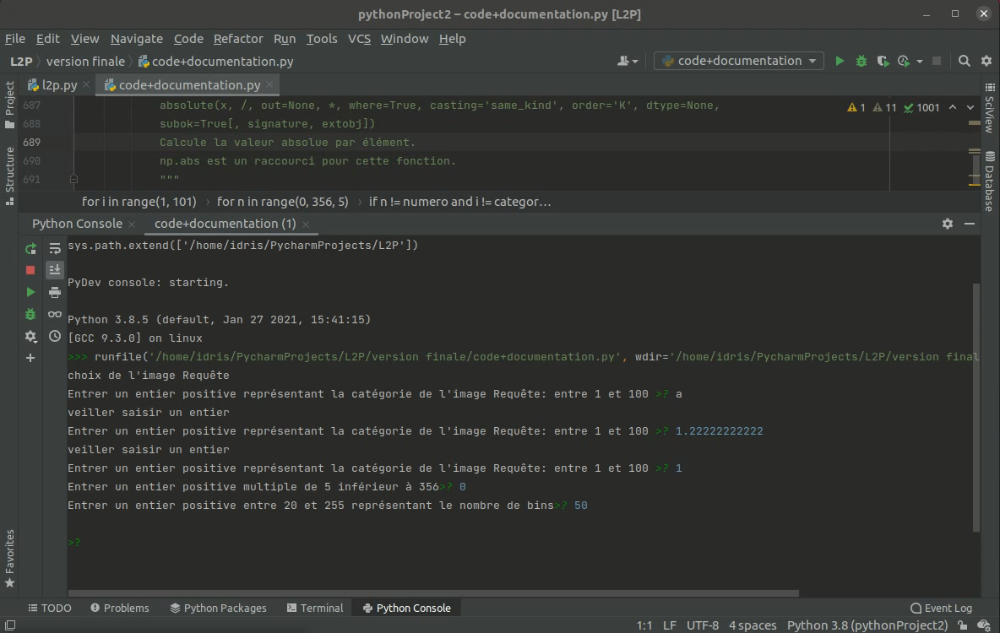 pythonProject2 – code+documentation.py [L2P]
File Edit View Navigate Code Refactor Run Tools VCS Window Help
L2P version finale code+documentation.py code+documentation
Project l2p.py code+documentation.py SciView
687 absolute(x, /, out=None, *, where=True, casting='same_kind', order='K', dtype=None, 1 11 1001
688 subok=True[, signature, extobj])
689 Calcule la valeur absolue par élément.
Structure Database
690 np.abs est un raccourci pour cette fonction.
691 """
for i in range(1, 101) › for n in range(0, 356, 5) › if n != numero and i != categor…
Python Console code+documentation (1)
sys.path.extend(['/home/idris/PycharmProjects/L2P'])
PyDev console: starting.
Python 3.8.5 (default, Jan 27 2021, 15:41:15)
[GCC 9.3.0] on linux
>>> runfile('/home/idris/PycharmProjects/L2P/version finale/code+documentation.py', wdir='/home/idris/PycharmProjects/L2P/version final
choix de l'image Requête
Entrer un entier positive représentant la catégorie de l'image Requête: entre 1 et 100 >? a
veiller saisir un entier
Entrer un entier positive représentant la catégorie de l'image Requête: entre 1 et 100 >? 1.22222222222
veiller saisir un entier
Entrer un entier positive représentant la catégorie de l'image Requête: entre 1 et 100 >? 1
Entrer un entier positive multiple de 5 inférieur à 356>? 0
Entrer un entier positive entre 20 et 255 représentant le nombre de bins>? 50
>?
Favorites
TODO Problems Python Packages Terminal Python Console Event Log
1:1 LF UTF-8 4 spaces Python 3.8 (pythonProject2)